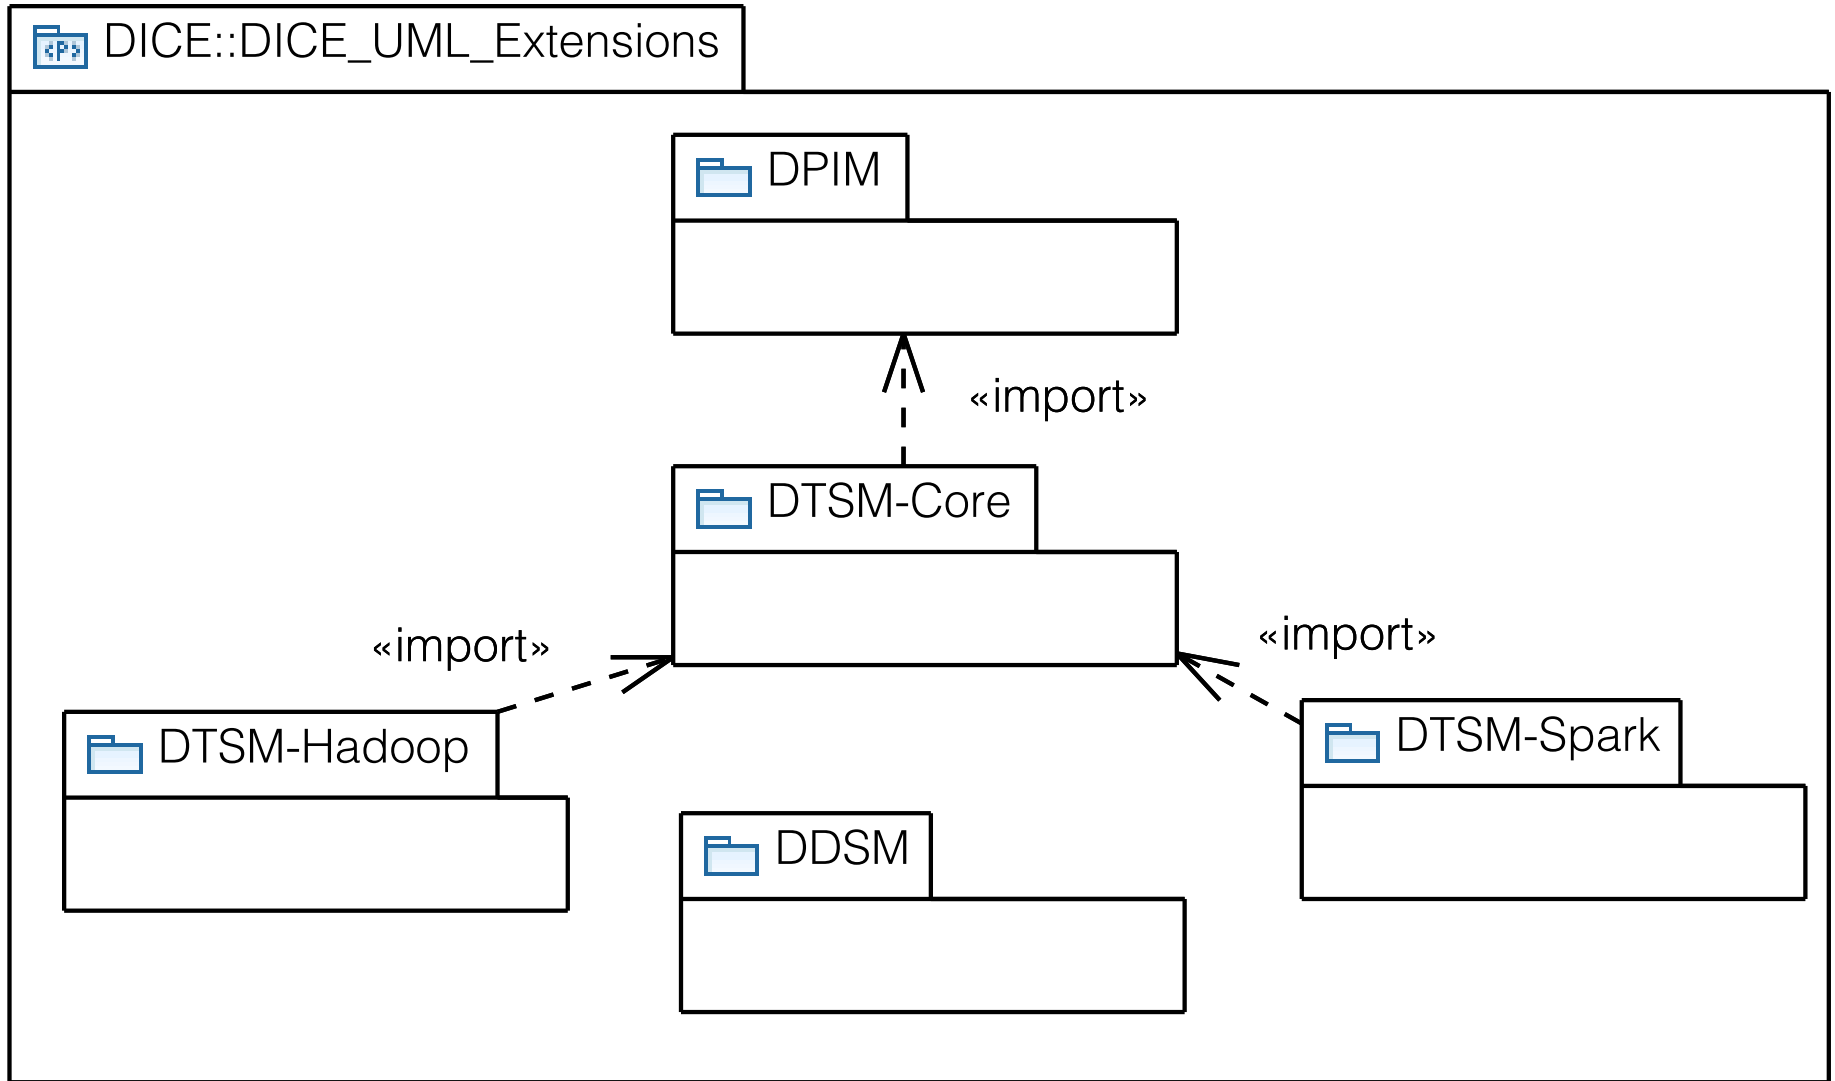 <P> DICE::DICE_UML_Extensions
DPIM
«import»
DTSM-Core
«import»
«import»
DTSM-Hadoop
DTSM-Spark
DDSM